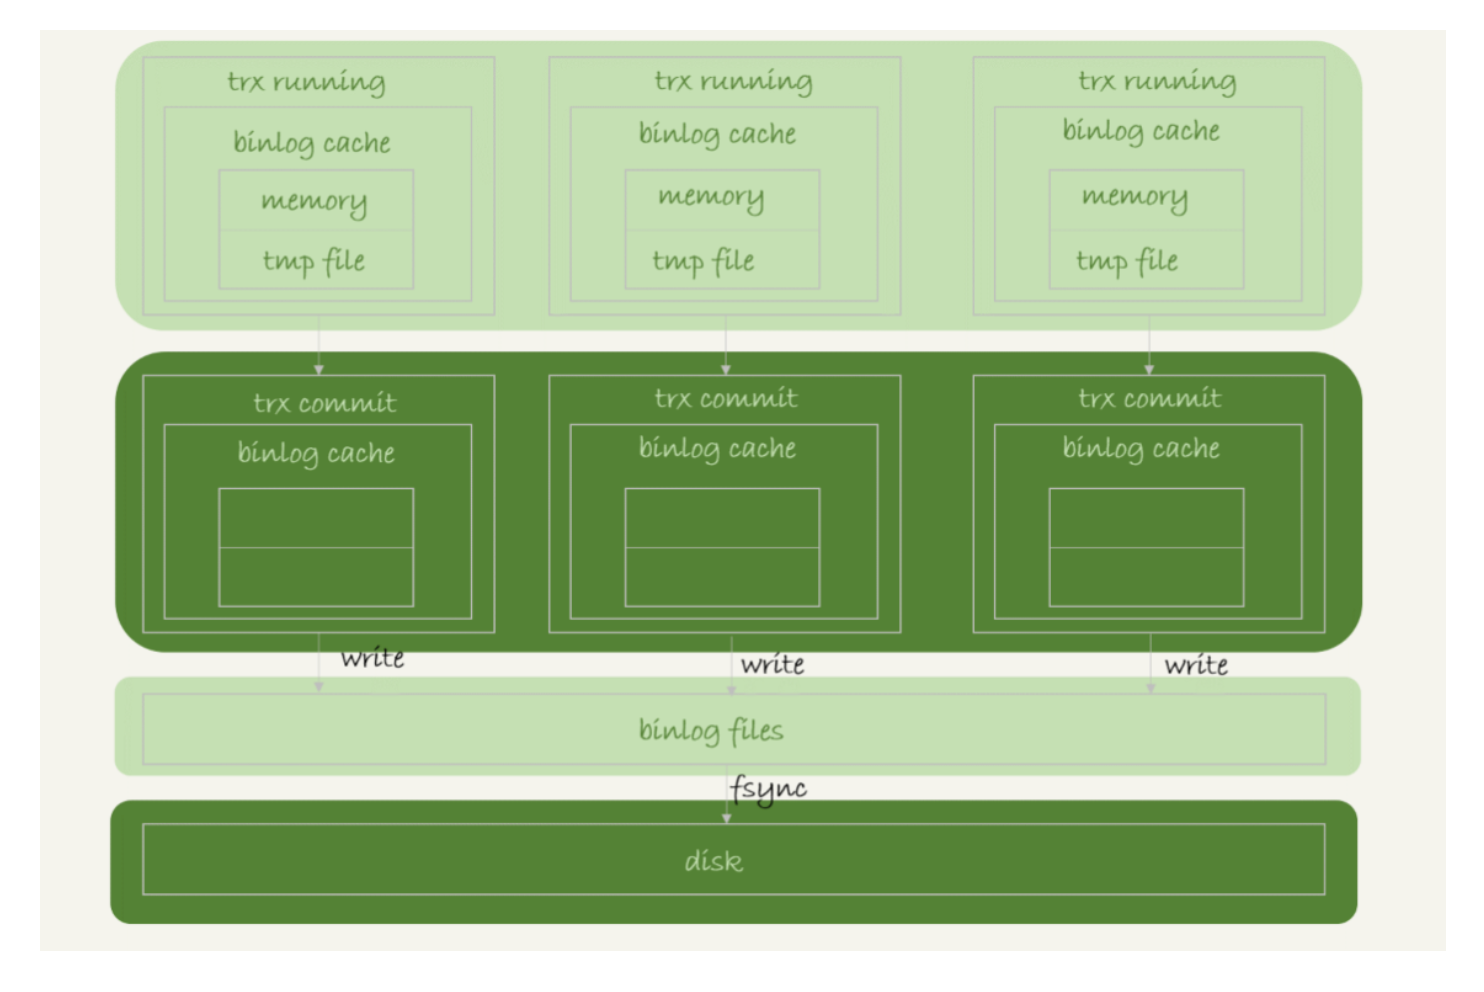 trx running
trx running
trx running
binlog cache
binlog cache
binlog cache
memory
memory
memory
tmp file
tmp file
tmp file
trx commit
trx commit
trx commit
binlog cache
binlog cache
binlog cache
write
write
write
binlog files
fsync
disk